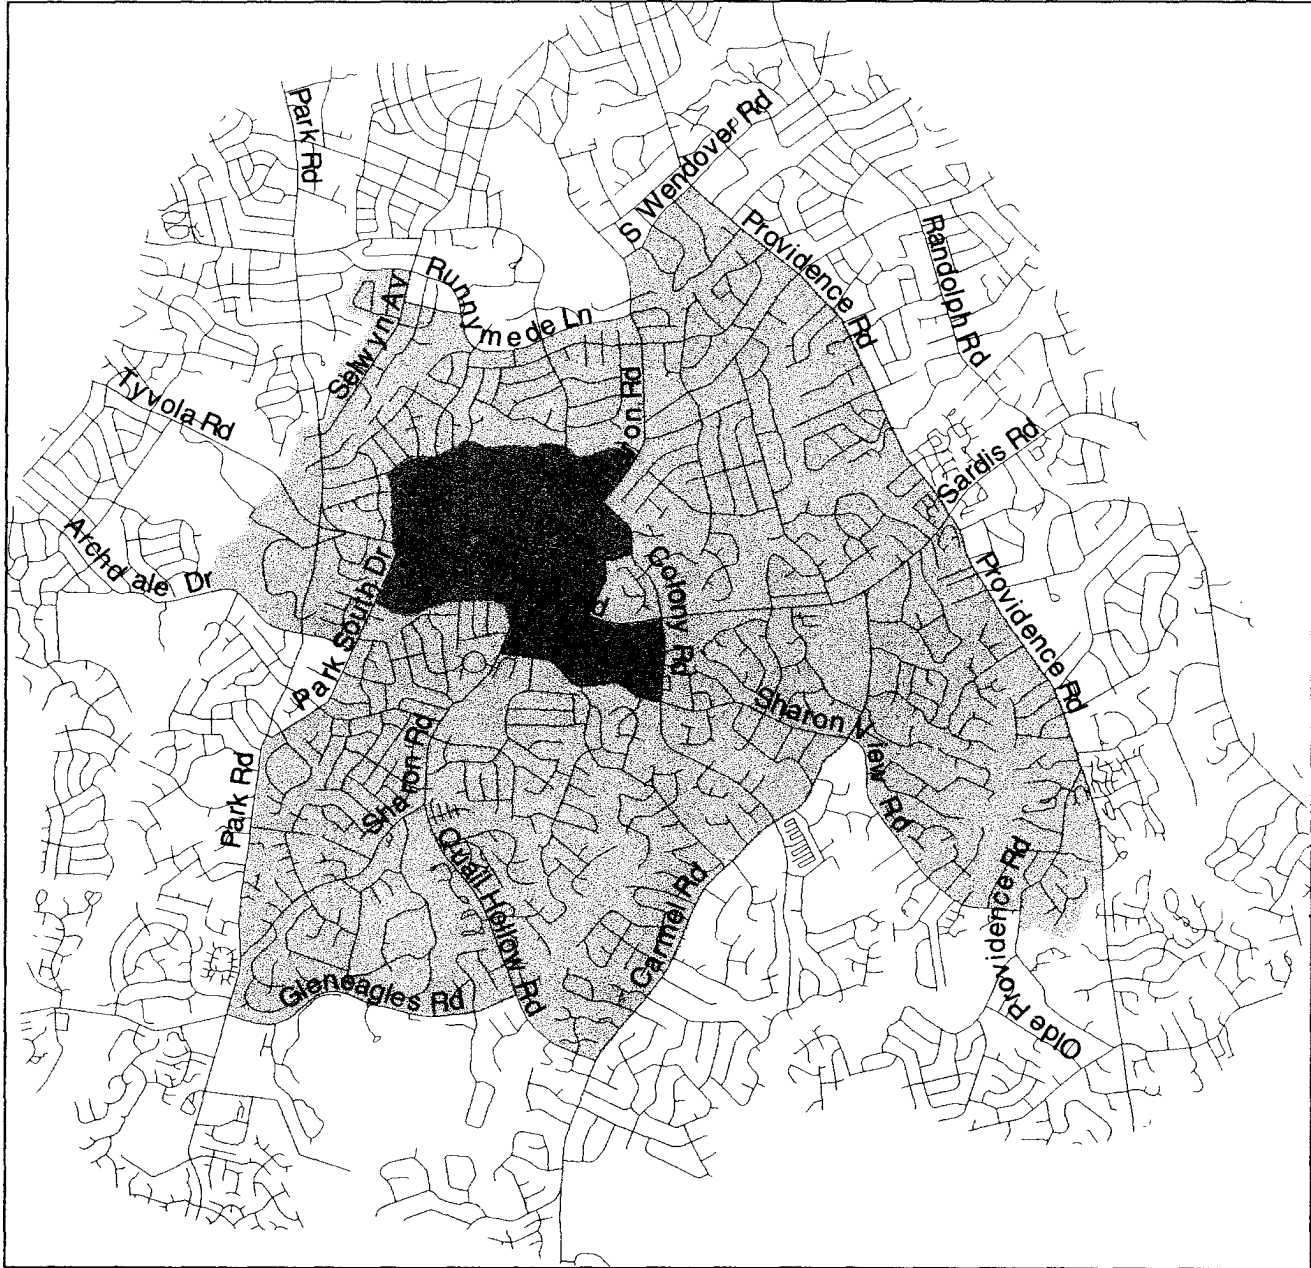 Park Rd
S Wendover Rd
Providence Rd
Randolph Rd
Runnymede Ln
Selwyn Av
Tyvola Rd
ron Rd
Sardis Rd
Archdale Dr
Park South Dr
Colony Rd
d
Providence Rd
Sharon View Rd
Sharon Rd
Park Rd
Quail Hollow Rd
Carmel Rd
Gleneagles Rd
Olde Providence Rd